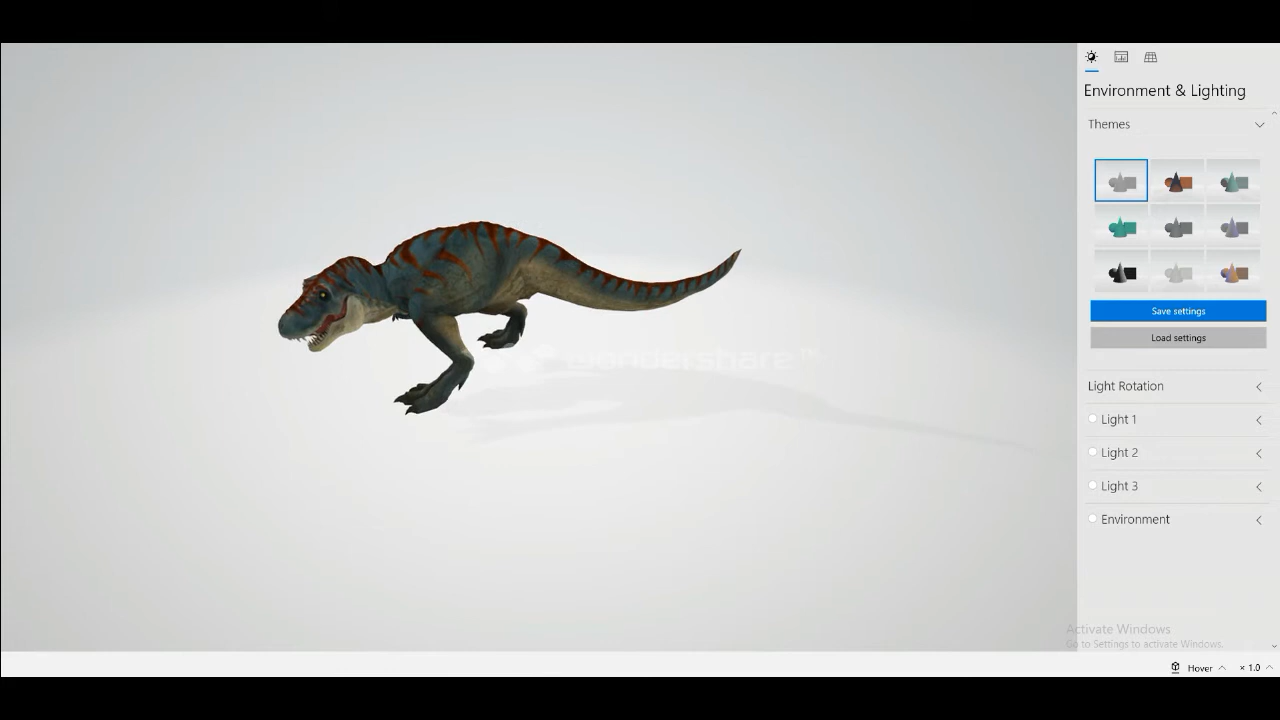 Environment & Lighting
Themes
Save settings
Load settings
Light Rotation
Light 1
Light 2
Light 3
Environment
wondershare™
Activate Windows
Go to Settings to activate Windows.
Hover
× 1.0